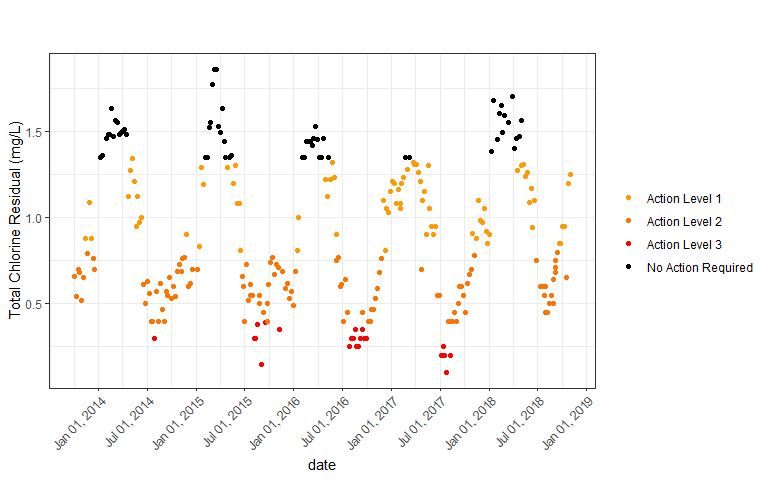 Total Chlorine Residual (mg/L)
1.5
1.0
0.5
Jan 01, 2014
Jul 01, 2014
Jan 01, 2015
Jul 01, 2015
Jan 01, 2016
Jul 01, 2016
Jan 01, 2017
Jul 01, 2017
Jan 01, 2018
Jul 01, 2018
Jan 01, 2019
date
Action Level 1
Action Level 2
Action Level 3
No Action Required